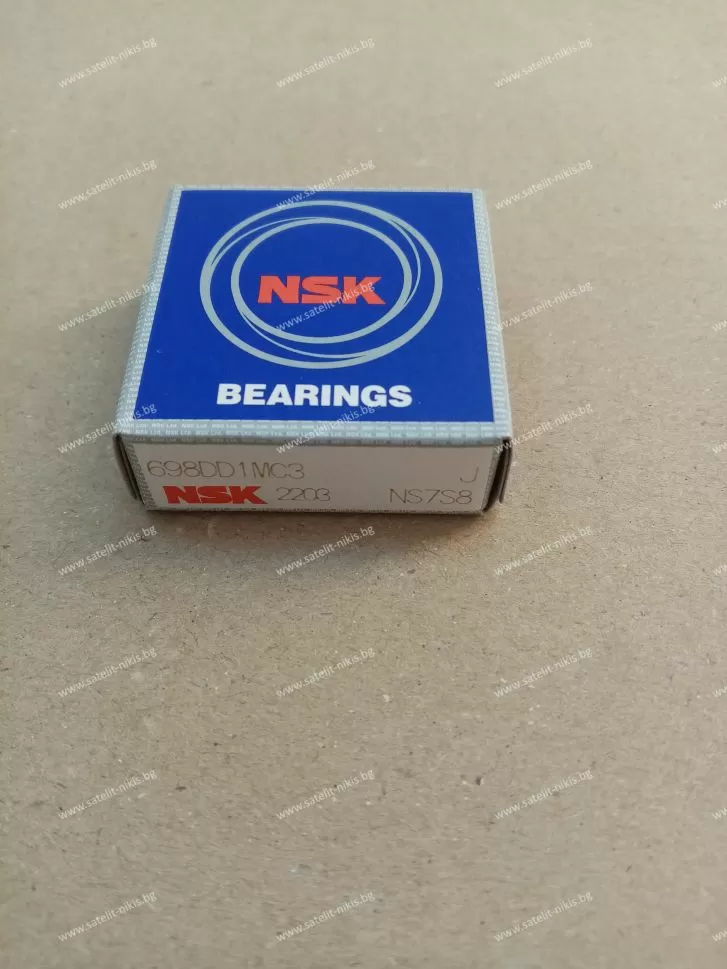 www.satelit-nikis.bg
NSK
BEARINGS
698DD1MC3 J
NSK 2203 NS7S8